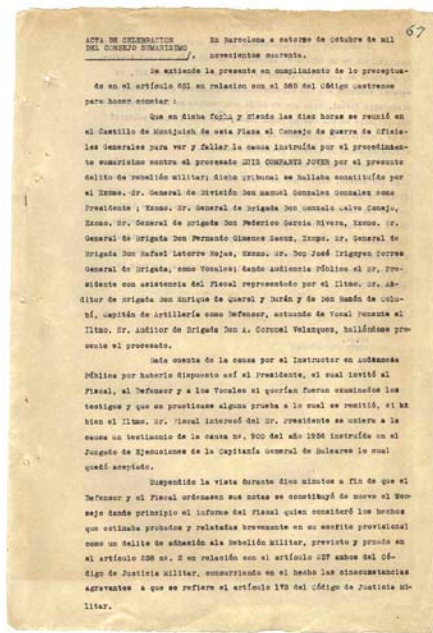 67
ACTA DE CELEBRACION En Barcelona a catorce de Octubre de mil
DEL CONSEJO SUMARISIMO /, novecientos cuarenta.
Se extiende la presente en cumplimiento de lo preceptua-
do en el artículo 651 en relacion con el 585 del Código Castrense
para hacer constar :
Que en dicha fecha y siendo las diez horas se reunió en
el Castillo de Montjuich de esta Plaza el Consejo de Guerra de Oficia-
les Generales para ver y fallar la causa instruída por el procedimien-
to sumarísimo contra el procesado LUIS COMPANYS JOVER por el presente
delito de rebelión militar; dicho Tribunal se hallaba constituído por
el Excmo. Sr. General de División Don Manuel Gonzalez Gonzalez como
Presidente ; Excmo. Sr. General de Brigada Don Gonzalo Calvo Conejo,
Excmo. Sr. General de Brigada Don Federico García Rivera, Excmo. Sr.
General de Brigada Don Fernando Gimenez Saenz, Excmo. Sr. General de
Brigada Don Rafael Latorre Rojas, Excmo. Sr. Don José Irigoyen Torres
General de Brigada, como Vocales; dando Audiencia Pública el Sr. Pre-
sidente con asistencia del Fiscal representado por el Iltmo. Sr. Au-
ditor de Brigada Don Enrique de Querol y Durán y de Don Ramón de Colu-
bí, Capitán de Artillería como Defensor, actuando de Vocal Ponente el
Iltmo. Sr. Auditor de Brigada Don A. Coronel Velazquez, hallándose pre-
sente el procesado.
Dada cuenta de la causa por el Instructor en Audiencia
Pública por haberlo dispuesto así el Presidente, el cual invitó al
Fiscal, al Defensor y a los Vocales si querían fueran examinados los
testigos y que se practicase alguna prueba a lo cual se remitió, si
bien el Iltmo. Sr. Fiscal interesó del Sr. Presidente se uniera a la
causa un testimonio de la causa nº. 900 del año 1936 instruída en el
Juzgado de Ejecuciones de la Capitanía General de Baleares lo cual
quedó aceptado.
Suspendido la vista durante diez minutos a fin de que el
Defensor y el Fiscal ordenasen sus notas se constituyó de nuevo el Con-
sejo dando principio el informe del Fiscal quien consideró los hechos
que estimaba probados y relatados brevemente en su escrito provisional
como un delito de adhesión ala Rebelión Militar, previsto y penado en
el artículo 238 nº. 2 en relación con el artículo 237 ambos del Có-
digo de Justicia Militar, concurriendo en el hecho las circunstancias
agravantes a que se refiere el artículo 173 del Código de Justicia Mi-
litar.